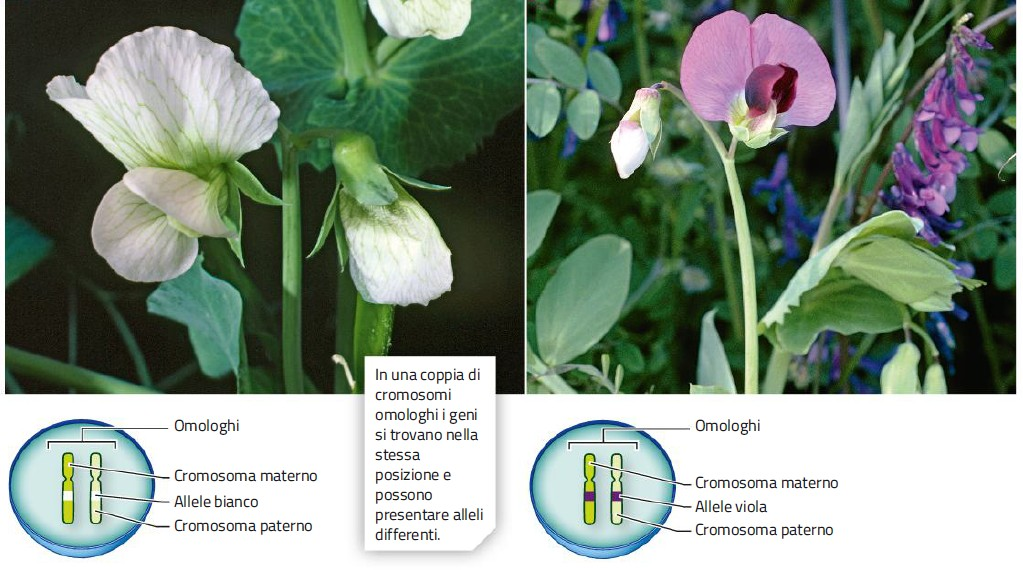 In una coppia di
cromosomi
omologhi i geni
si trovano nella
stessa
posizione e
possono
presentare alleli
differenti.
Omologhi
Cromosoma materno
Allele bianco
Cromosoma paterno
Omologhi
Cromosoma materno
Allele viola
Cromosoma paterno